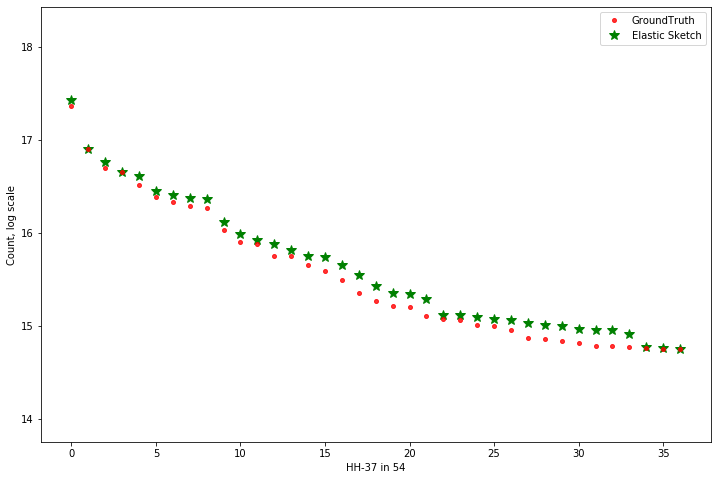 GroundTruth
Elastic Sketch
18
17
16
15
14
Count, log scale
0 5 10 15 20 25 30 35
HH-37 in 54